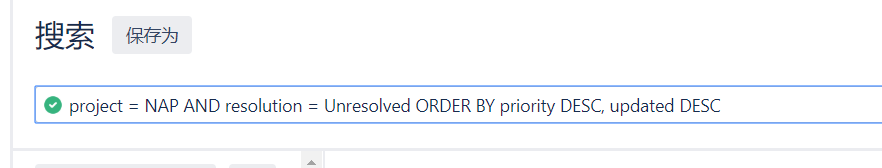 搜索 保存为
project = NAP AND resolution = Unresolved ORDER BY priority DESC, updated DESC